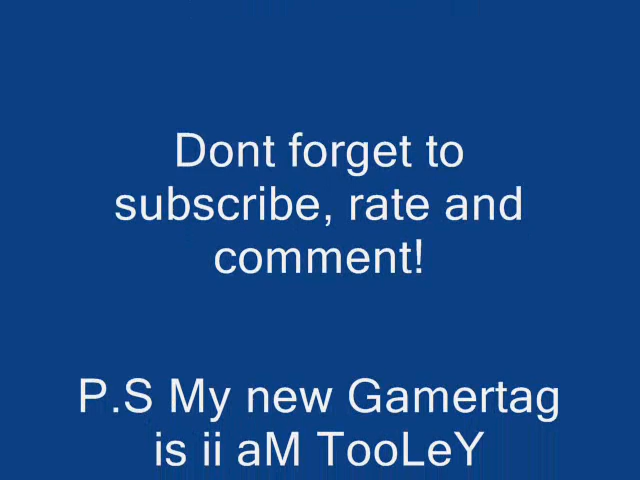 Dont forget to
subscribe, rate and
comment!
P.S My new Gamertag
is ii aM TooLeY